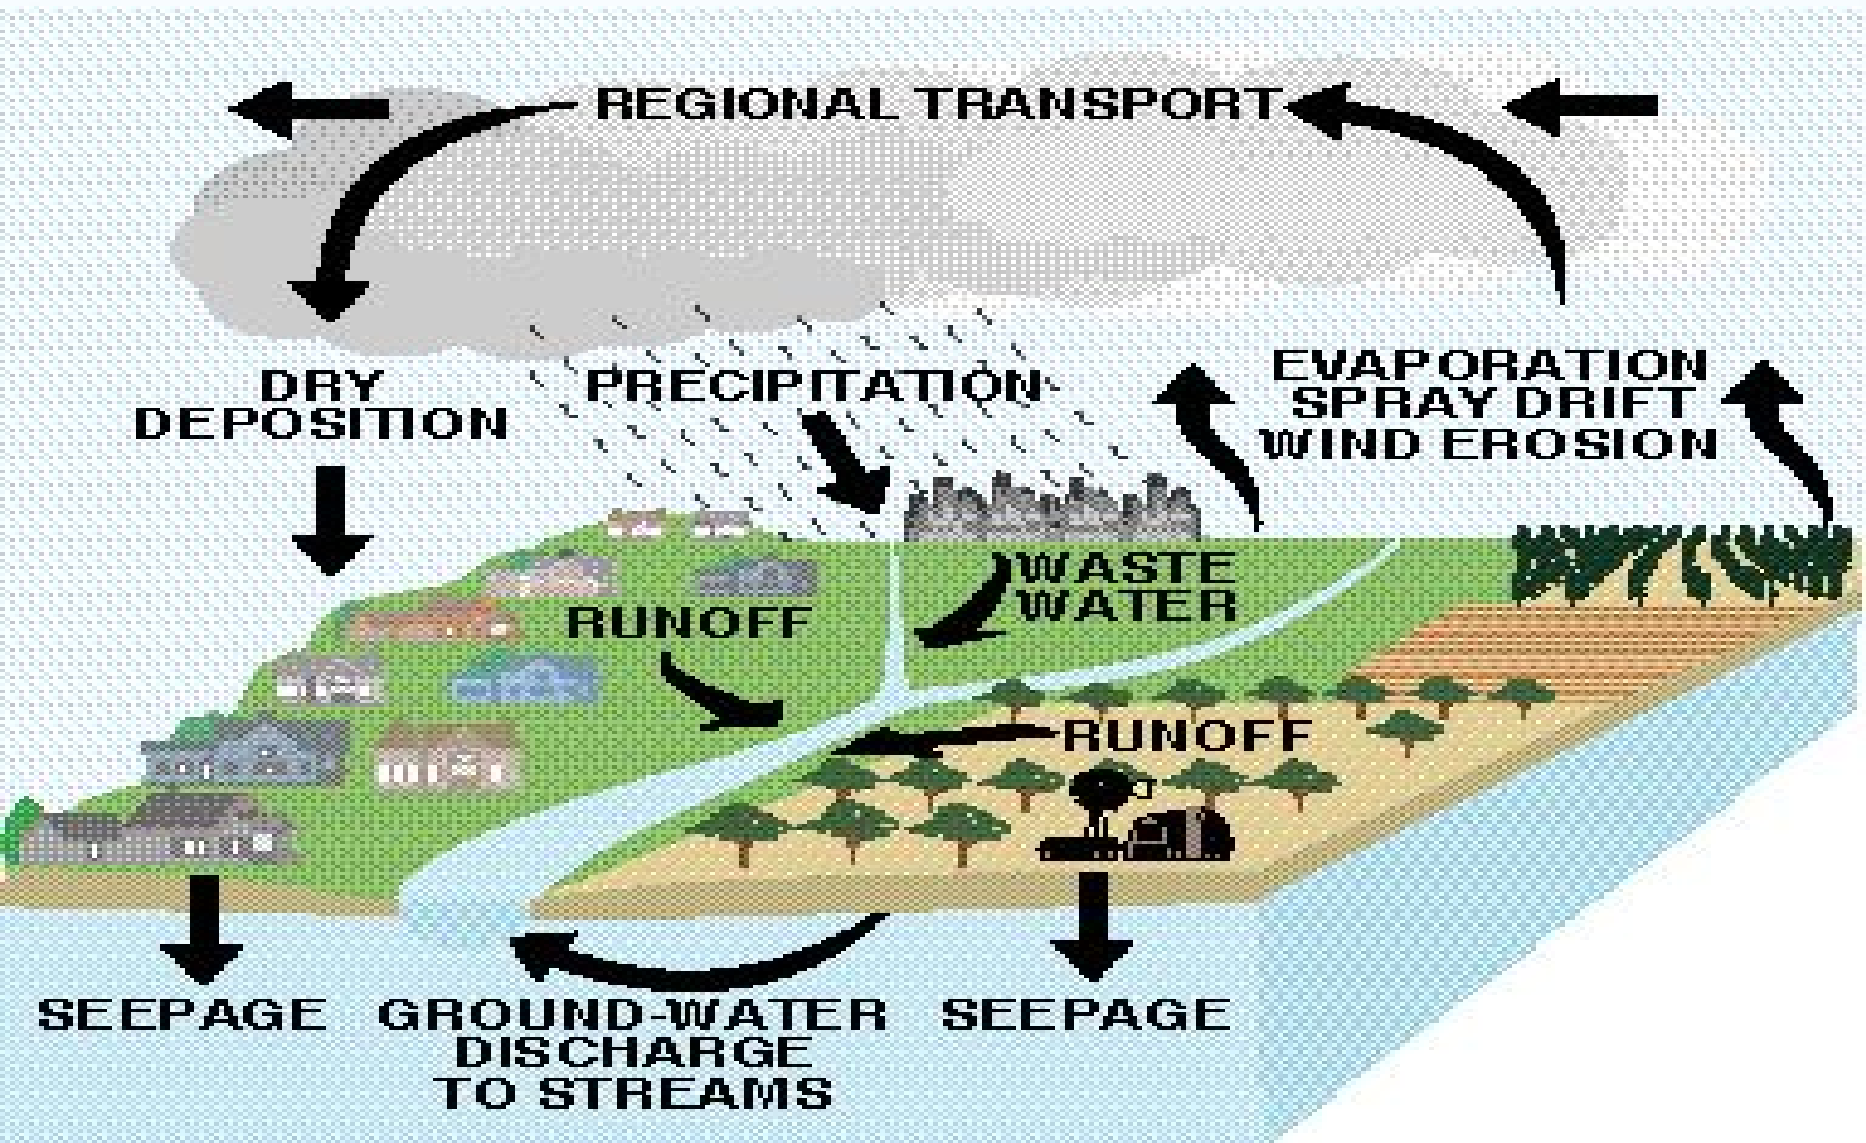 REGIONAL TRANSPORT
DRY
DEPOSITION
PRECIPITATION
EVAPORATION
SPRAY DRIFT
WIND EROSION
WASTE
WATER
RUNOFF
RUNOFF
SEEPAGE
GROUND-WATER
DISCHARGE
TO STREAMS
SEEPAGE